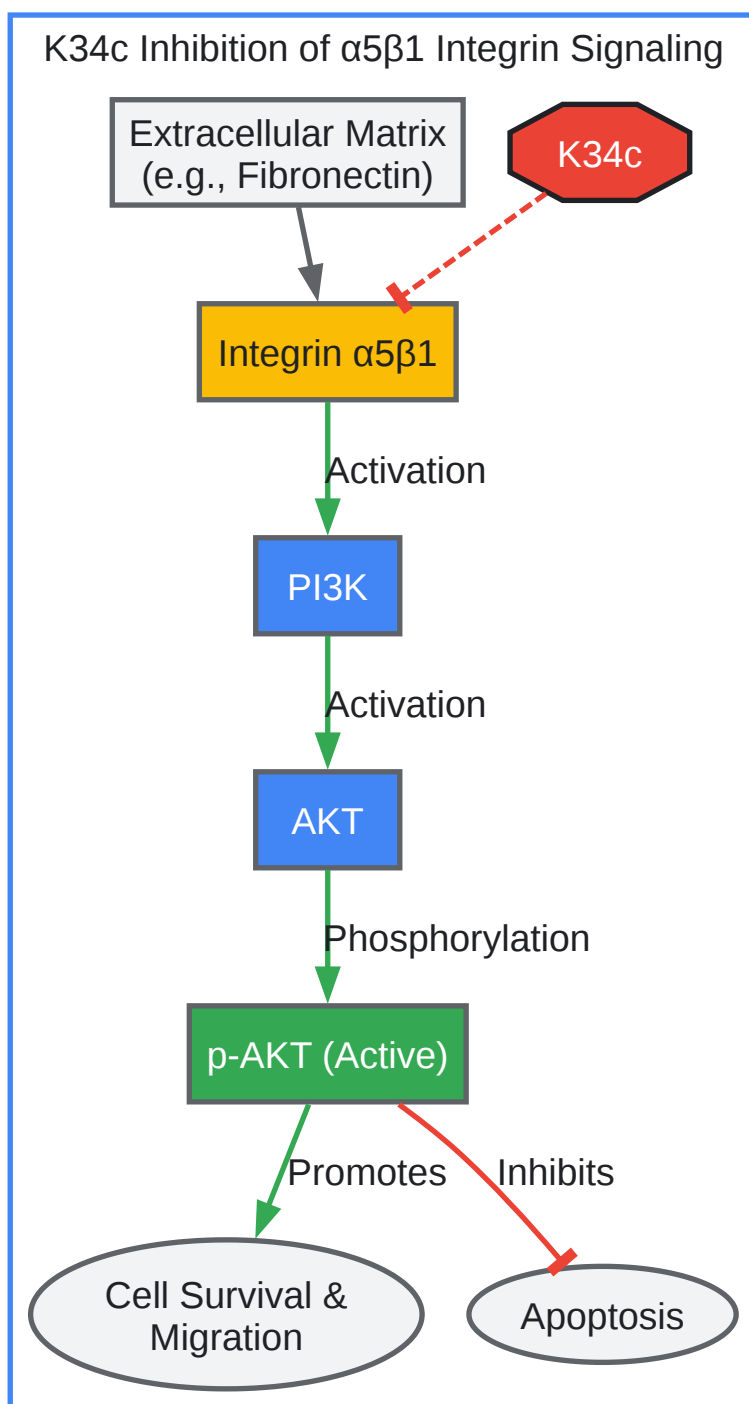 K34c Inhibition of α5β1 Integrin Signaling
Extracellular Matrix
(e.g., Fibronectin)
K34c
Integrin α5β1
Activation
PI3K
Activation
AKT
Phosphorylation
p-AKT (Active)
Promotes
Inhibits
Cell Survival &
Migration
Apoptosis